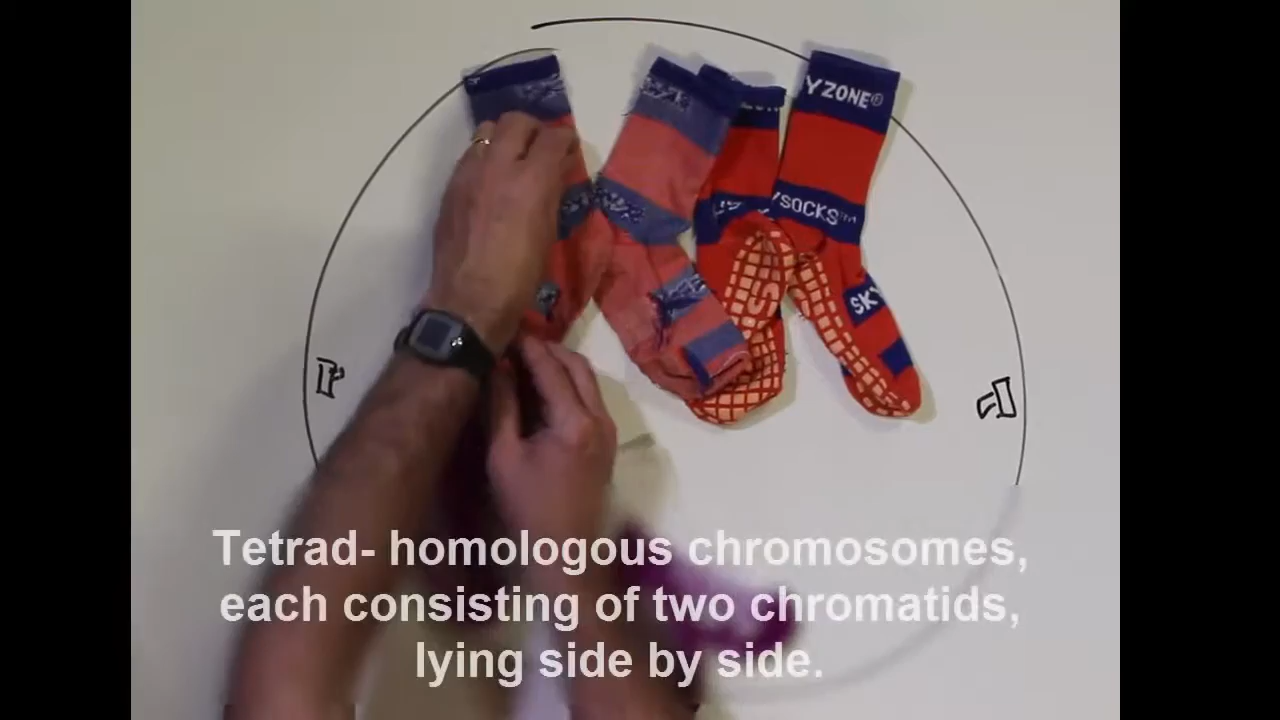 YZONE®
SOCKS™
SKY
Tetrad- homologous chromosomes,
each consisting of two chromatids,
lying side by side.